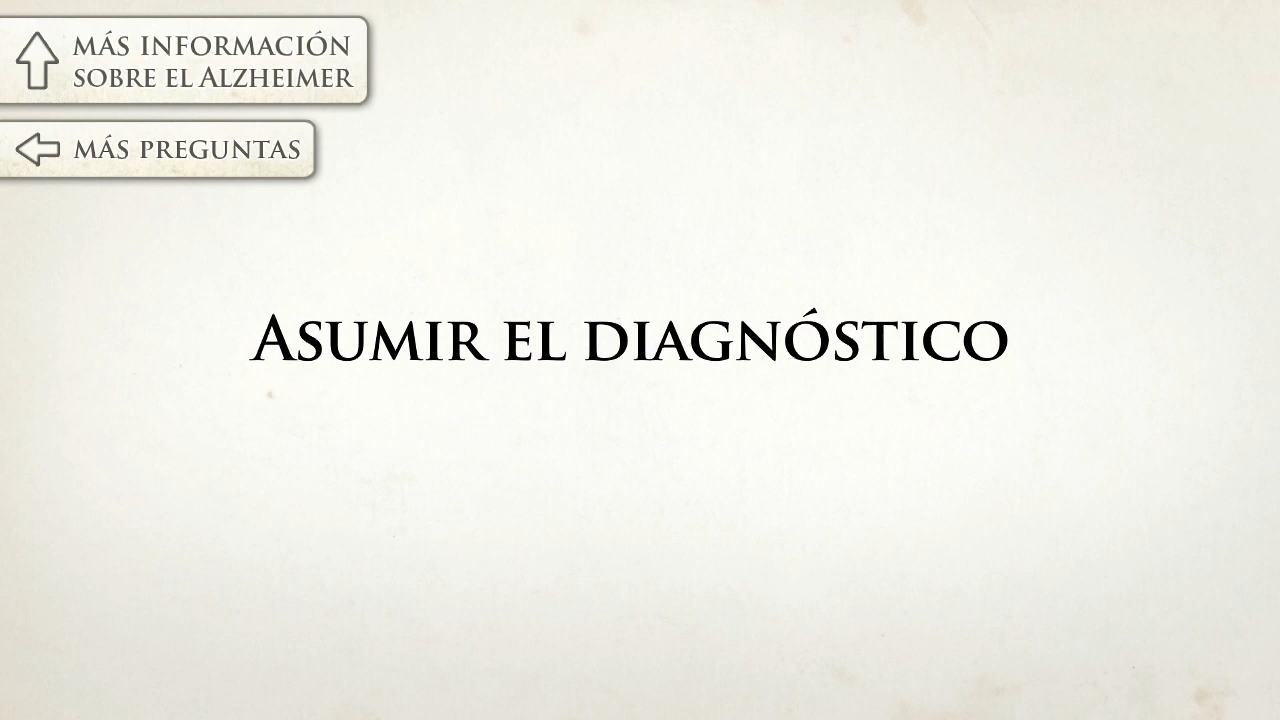 MÁS INFORMACIÓN
SOBRE EL ALZHEIMER
MÁS PREGUNTAS
ASUMIR EL DIAGNÓSTICO